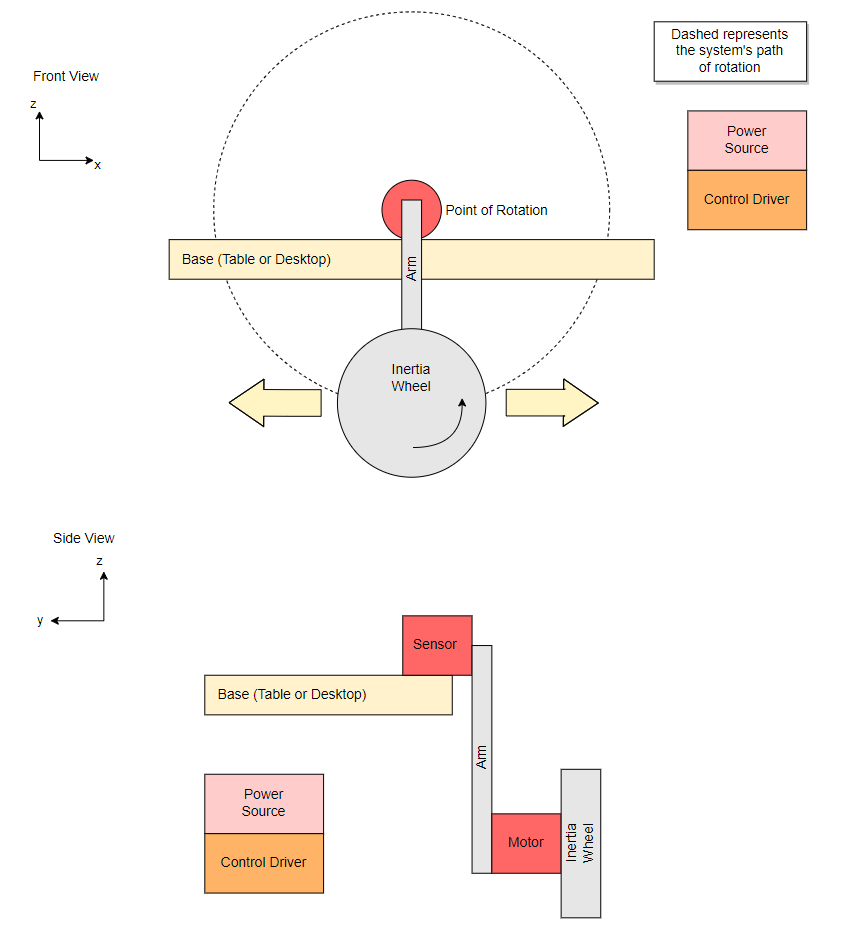 Dashed represents
the system's path
of rotation
Front View
z
x
Power
Source
Control Driver
Point of Rotation
Base (Table or Desktop)
Arm
Inertia
Wheel
Side View
z
y
Sensor
Base (Table or Desktop)
Arm
Power
Source
Control Driver
Motor
Inertia
Wheel